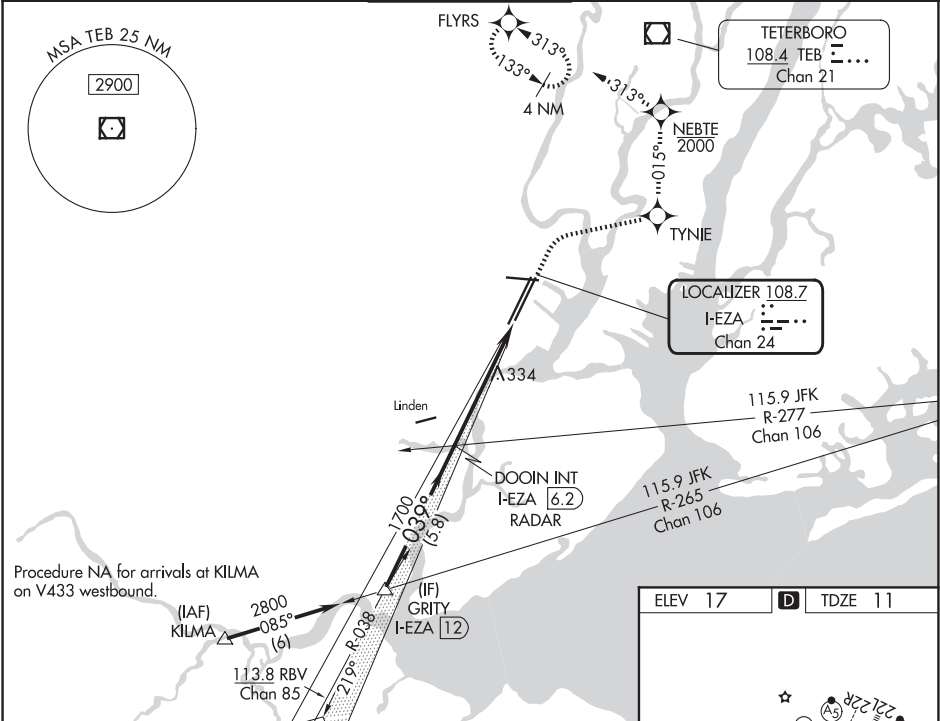 MSA TEB 25 NM
2900
FLYRS
313°
133°
4 NM
313°
NEBTE
2000
015°
TYNIE
TETERBORO
108.4 TEB
Chan 21
LOCALIZER 108.7
I-EZA
Chan 24
334
Linden
115.9 JFK
R-277
Chan 106
DOOIN INT
I-EZA 6.2
RADAR
115.9 JFK
R-265
Chan 106
1700
039°
(5.8)
Procedure NA for arrivals at KILMA
on V433 westbound.
(IAF)
KILMA
2800
085°
(6)
(IF)
GRITY
I-EZA 12
R-038
219°
113.8 RBV
Chan 85
ELEV 17 D TDZE 11
A5
22L 22R